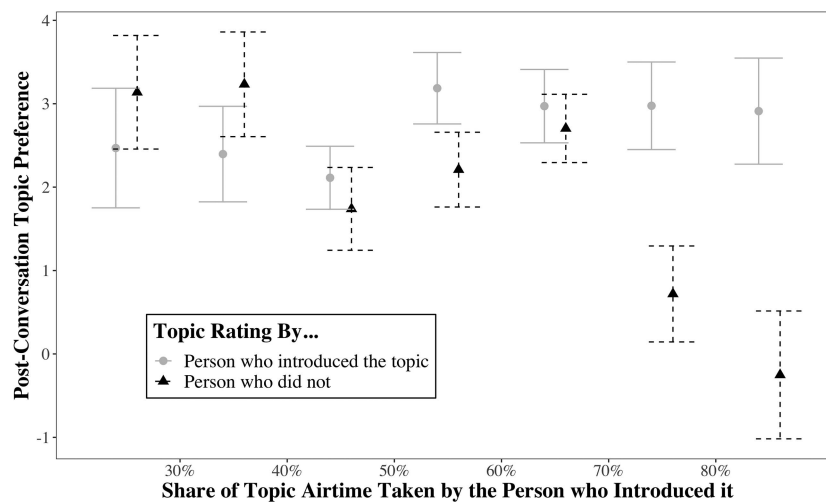 4
3
2
1
0
-1
Post-Conversation Topic Preference
Topic Rating By...
Person who introduced the topic
Person who did not
30% 40% 50% 60% 70% 80%
Share of Topic Airtime Taken by the Person who Introduced it